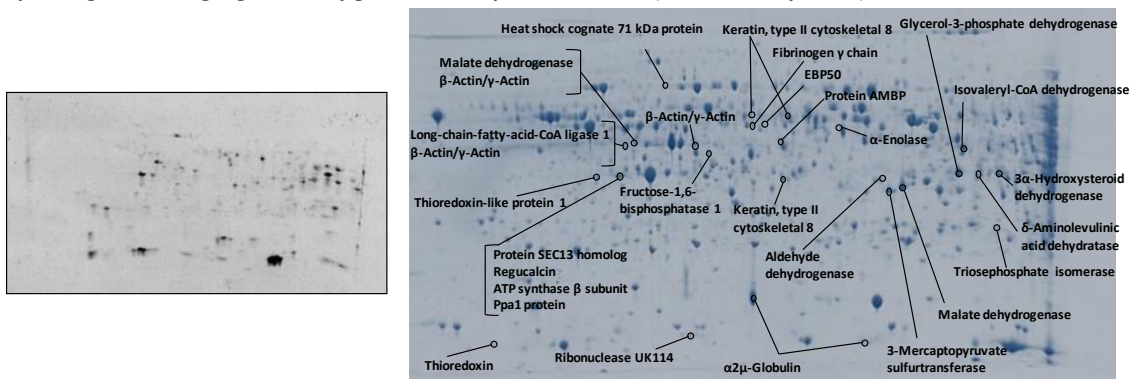 Heat shock cognate 71 kDa protein
Keratin, type II cytoskeletal 8
Glycerol-3-phosphate dehydrogenase
Fibrinogen γ chain
EBP50
Protein AMBP
Malate dehydrogenase
β-Actin/γ-Actin
Isovaleryl-CoA dehydrogenase
β-Actin/γ-Actin
α-Enolase
Long-chain-fatty-acid-CoA ligase 1
β-Actin/γ-Actin
Thioredoxin-like protein 1
Fructose-1,6-
bisphosphatase 1
Keratin, type II
cytoskeletal 8
3α-Hydroxysteroid
dehydrogenase
δ-Aminolevulinic
acid dehydratase
Aldehyde
dehydrogenase
Triosephosphate isomerase
Protein SEC13 homolog
Regucalcin
ATP synthase β subunit
Ppa1 protein
Malate dehydrogenase
3-Mercaptopyruvate
sulfurtransferase
Thioredoxin
Ribonuclease UK114
α2μ-Globulin